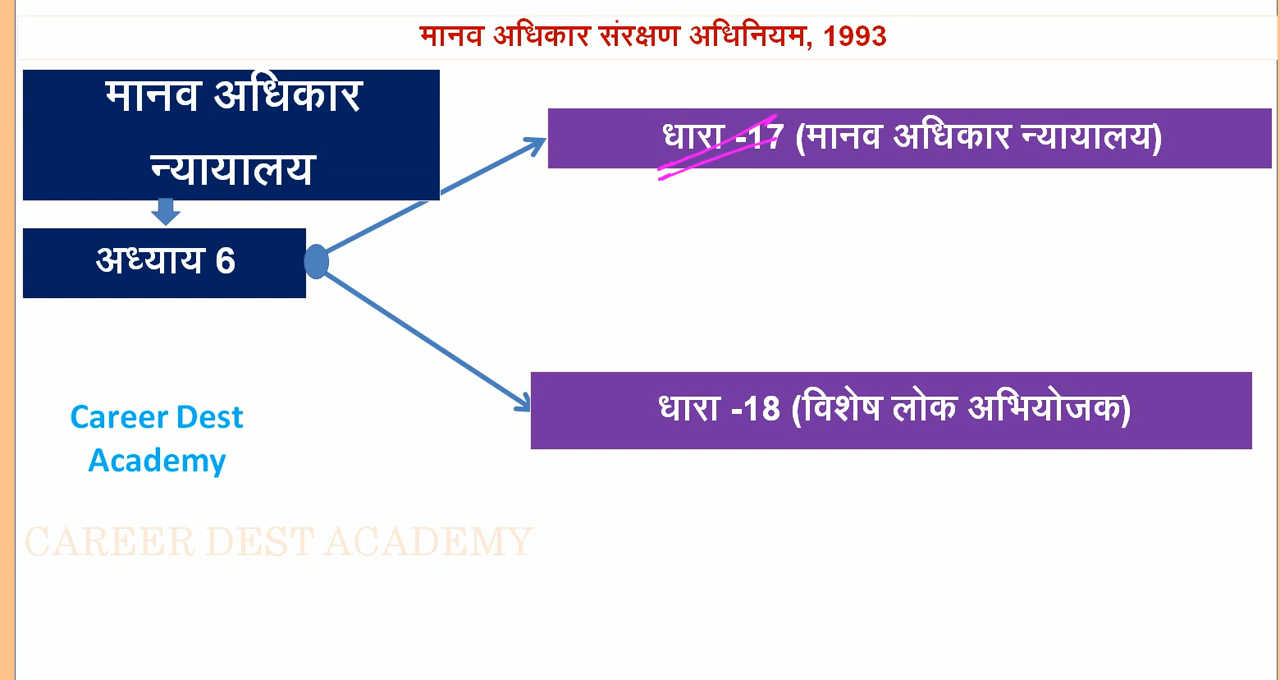 मानव अधिकार संरक्षण अधिनियम, 1993
मानव अधिकार
न्यायालय
धारा -17 (मानव अधिकार न्यायालय)
अध्याय 6
धारा -18 (विशेष लोक अभियोजक)
Career Dest
Academy
CAREER DEST ACADEMY